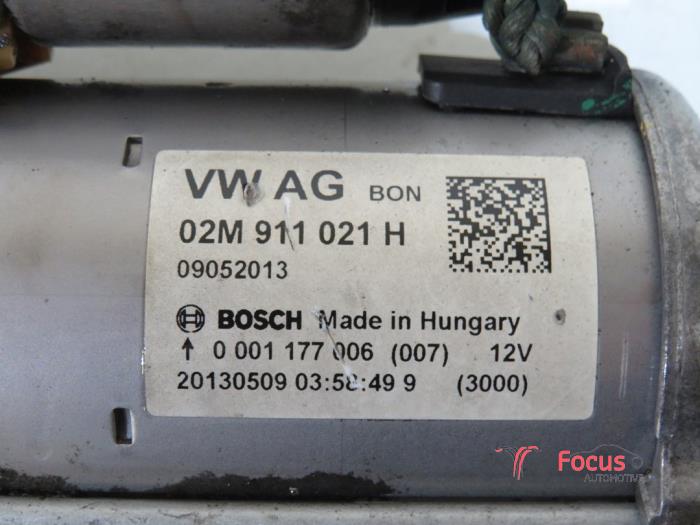 VW AG BON
02M 911 021 H
09052013
BOSCH Made in Hungary
↑ 0 001 177 006 (007) 12V
20130509 03:58:49 9 (3000)
Focus
AUTOMOTIVE